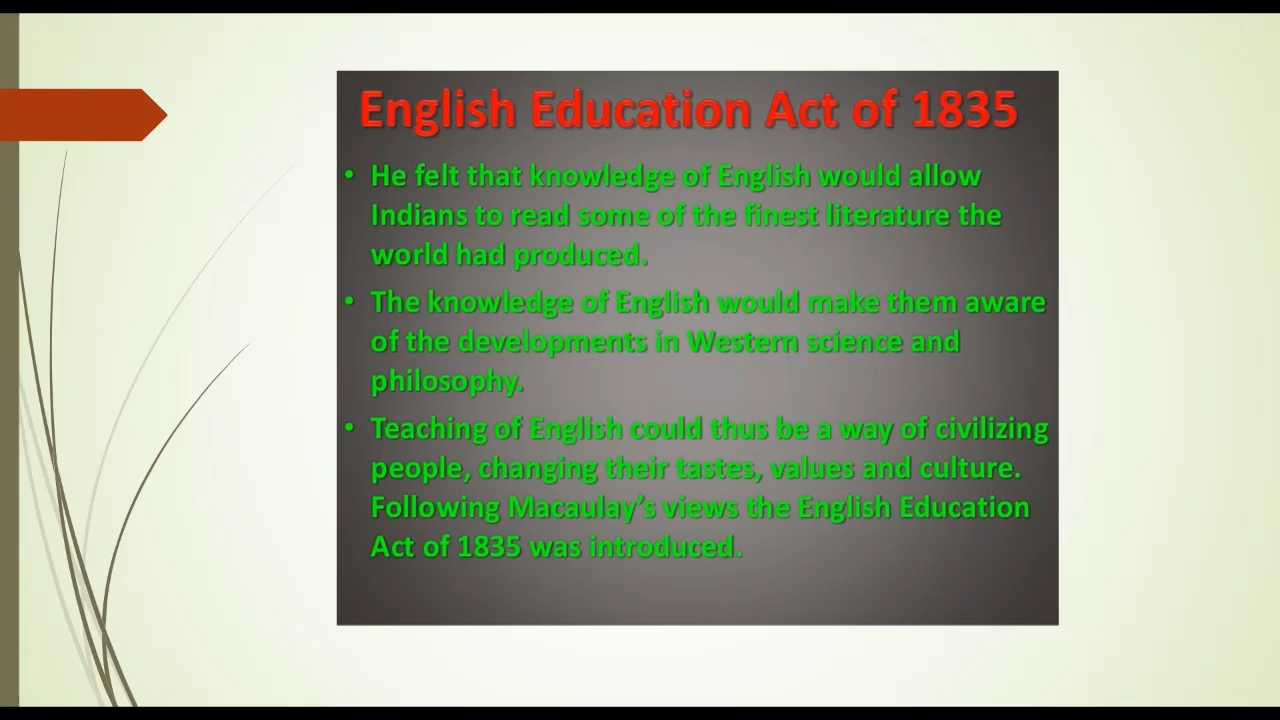 English Education Act of 1835
• He felt that knowledge of English would allow
Indians to read some of the finest literature the
world had produced.
• The knowledge of English would make them aware
of the developments in Western science and
philosophy.
• Teaching of English could thus be a way of civilizing
people, changing their tastes, values and culture.
Following Macaulay’s views the English Education
Act of 1835 was introduced.